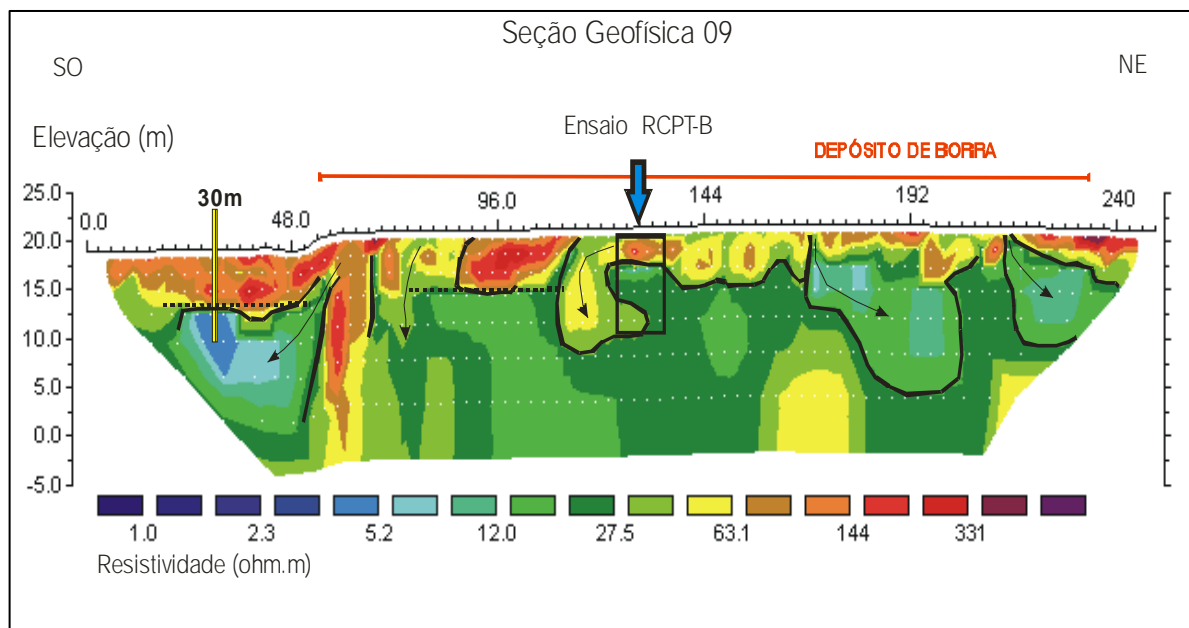 Seção Geofísica 09
SO
NE
Ensaio RCPT-B
Elevação (m)
DEPÓSITO DE BORRA
25.0
20.0
15.0
10.0
5.0
0.0
-5.0
0.0
30m
48.0
96.0
144
192
240
1.0
2.3
5.2
12.0
27.5
63.1
144
331
Resistividade (ohm.m)